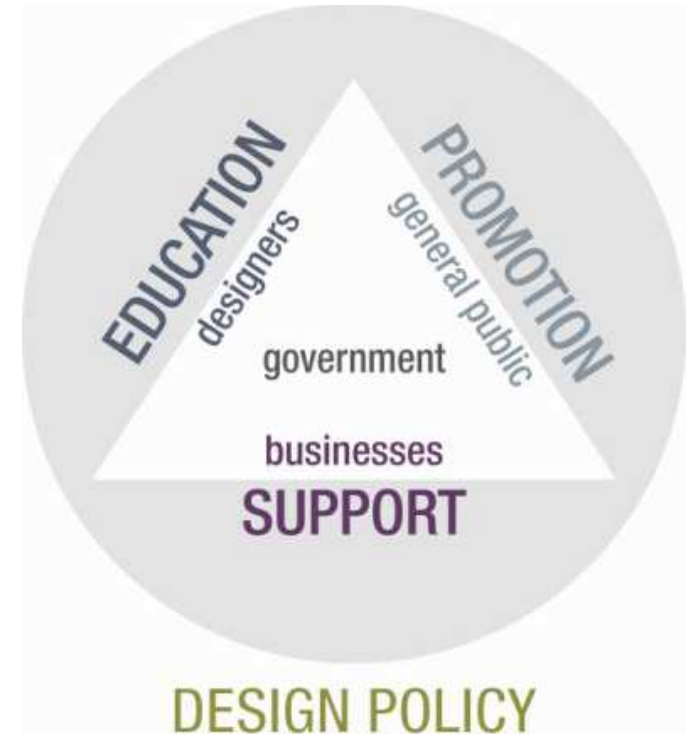 EDUCATION
designers
PROMOTION
general public
government
businesses
SUPPORT
DESIGN POLICY